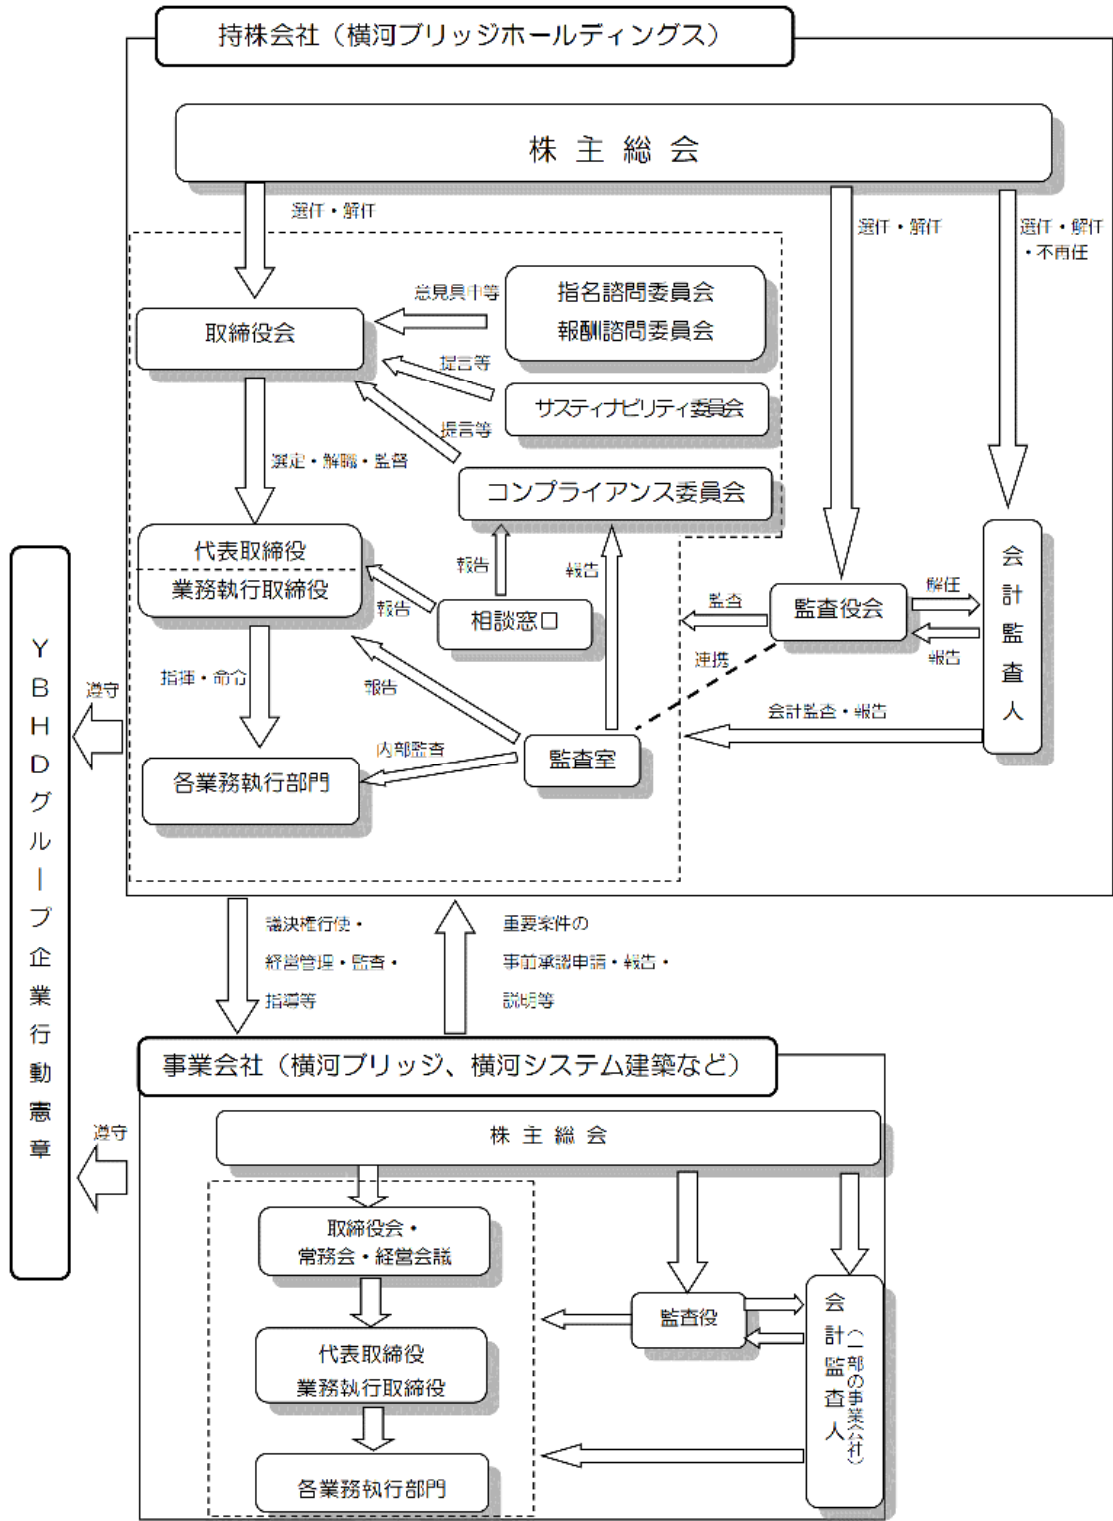 持株会社（横河ブリッジホールディングス）
株主総会
選任・解任
選任・解任
選任・解任
・不再任
意見具申等
指名諮問委員会
報酬諮問委員会
取締役会
提言等
サスティナビリティ委員会
提言等
選定・解職・監督
コンプライアンス委員会
代表取締役
業務執行取締役
報告
報告
報告
相談窓口
監査
監査役会
解任
報告
会計監査人
連携
指揮・命令
報告
会計監査・報告
内部監査
監査室
各業務執行部門
遵守
YBHDグループ企業行動憲章
議決権行使・
経営管理・監査・
指導等
重要案件の
事前承認申請・報告・
説明等
事業会社（横河ブリッジ、横河システム建築など）
遵守
株主総会
取締役会・
常務会・経営会議
監査役
会計監査人
（一部の事業会社）
代表取締役
業務執行取締役
各業務執行部門